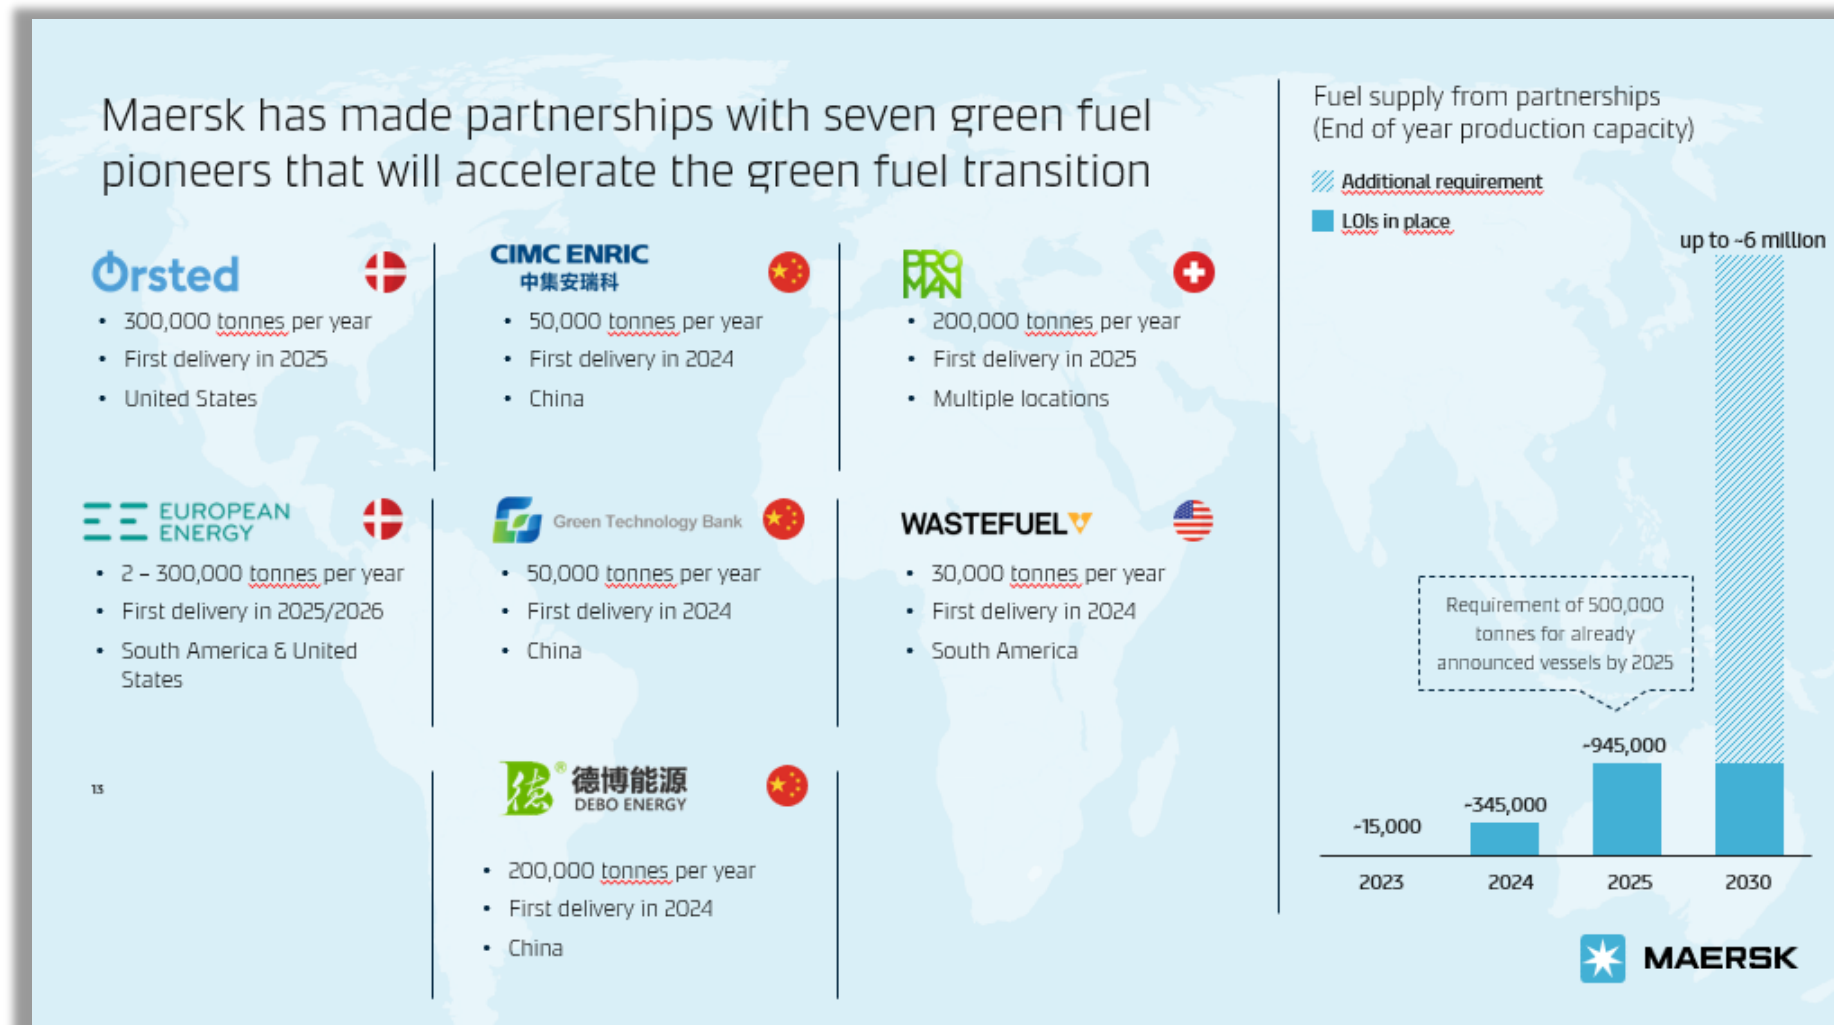 Maersk has made partnerships with seven green fuel
pioneers that will accelerate the green fuel transition
Ørsted
• 300,000 tonnes per year
• First delivery in 2025
• United States
CIMC ENRIC
中集安瑞科
• 50,000 tonnes per year
• First delivery in 2024
• China
PRO
MAN
• 200,000 tonnes per year
• First delivery in 2025
• Multiple locations
EUROPEAN
ENERGY
• 2 – 300,000 tonnes per year
• First delivery in 2025/2026
• South America & United
States
Green Technology Bank
• 50,000 tonnes per year
• First delivery in 2024
• China
WASTEFUEL
• 30,000 tonnes per year
• First delivery in 2024
• South America
德®
德博能源
DEBO ENERGY
• 200,000 tonnes per year
• First delivery in 2024
• China
13
Fuel supply from partnerships
(End of year production capacity)
Additional requirement
LOIs in place
up to ~6 million
Requirement of 500,000
tonnes for already
announced vessels by 2025
~945,000
~345,000
~15,000
2023
2024
2025
2030
MAERSK